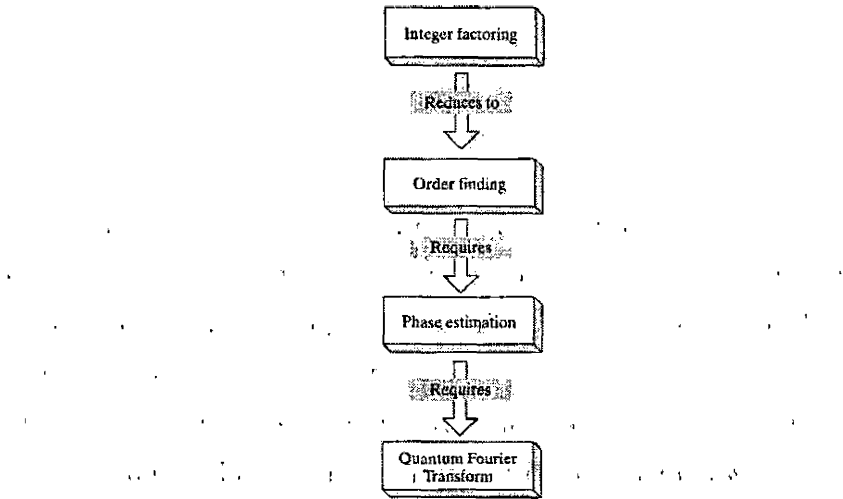 Integer factoring
Reduces to
Order finding
Requires
Phase estimation
Requires
Quantum Fourier
Transform